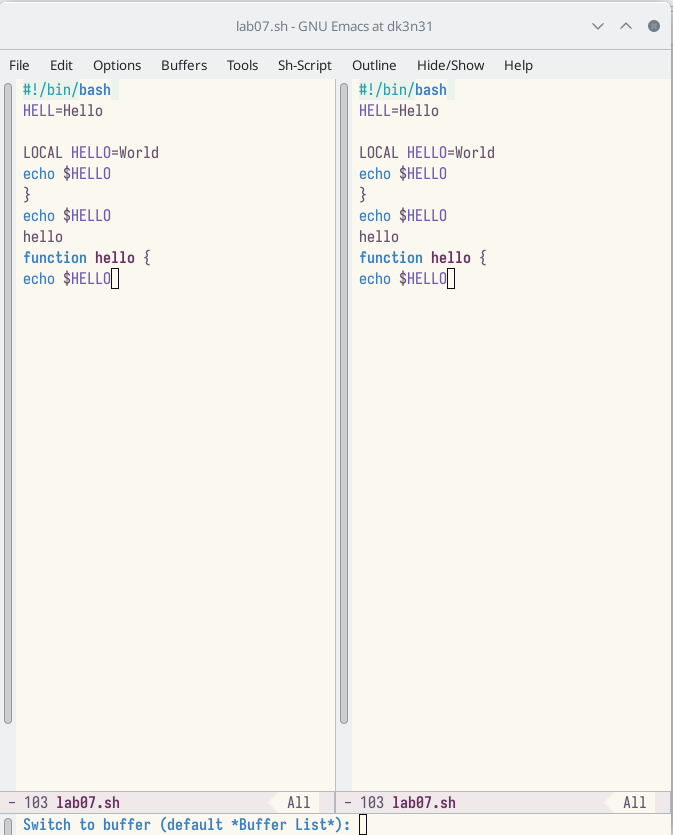 lab07.sh - GNU Emacs at dk3n31
File Edit Options Buffers Tools Sh-Script Outline Hide/Show Help
#!/bin/bash
HELL=Hello
LOCAL HELLO=World
echo $HELLO
}
echo $HELLO
hello
function hello {
echo $HELLO
- 103 lab07.sh All
#!/bin/bash
HELL=Hello
LOCAL HELLO=World
echo $HELLO
}
echo $HELLO
hello
function hello {
echo $HELLO
- 103 lab07.sh All
Switch to buffer (default *Buffer List*):